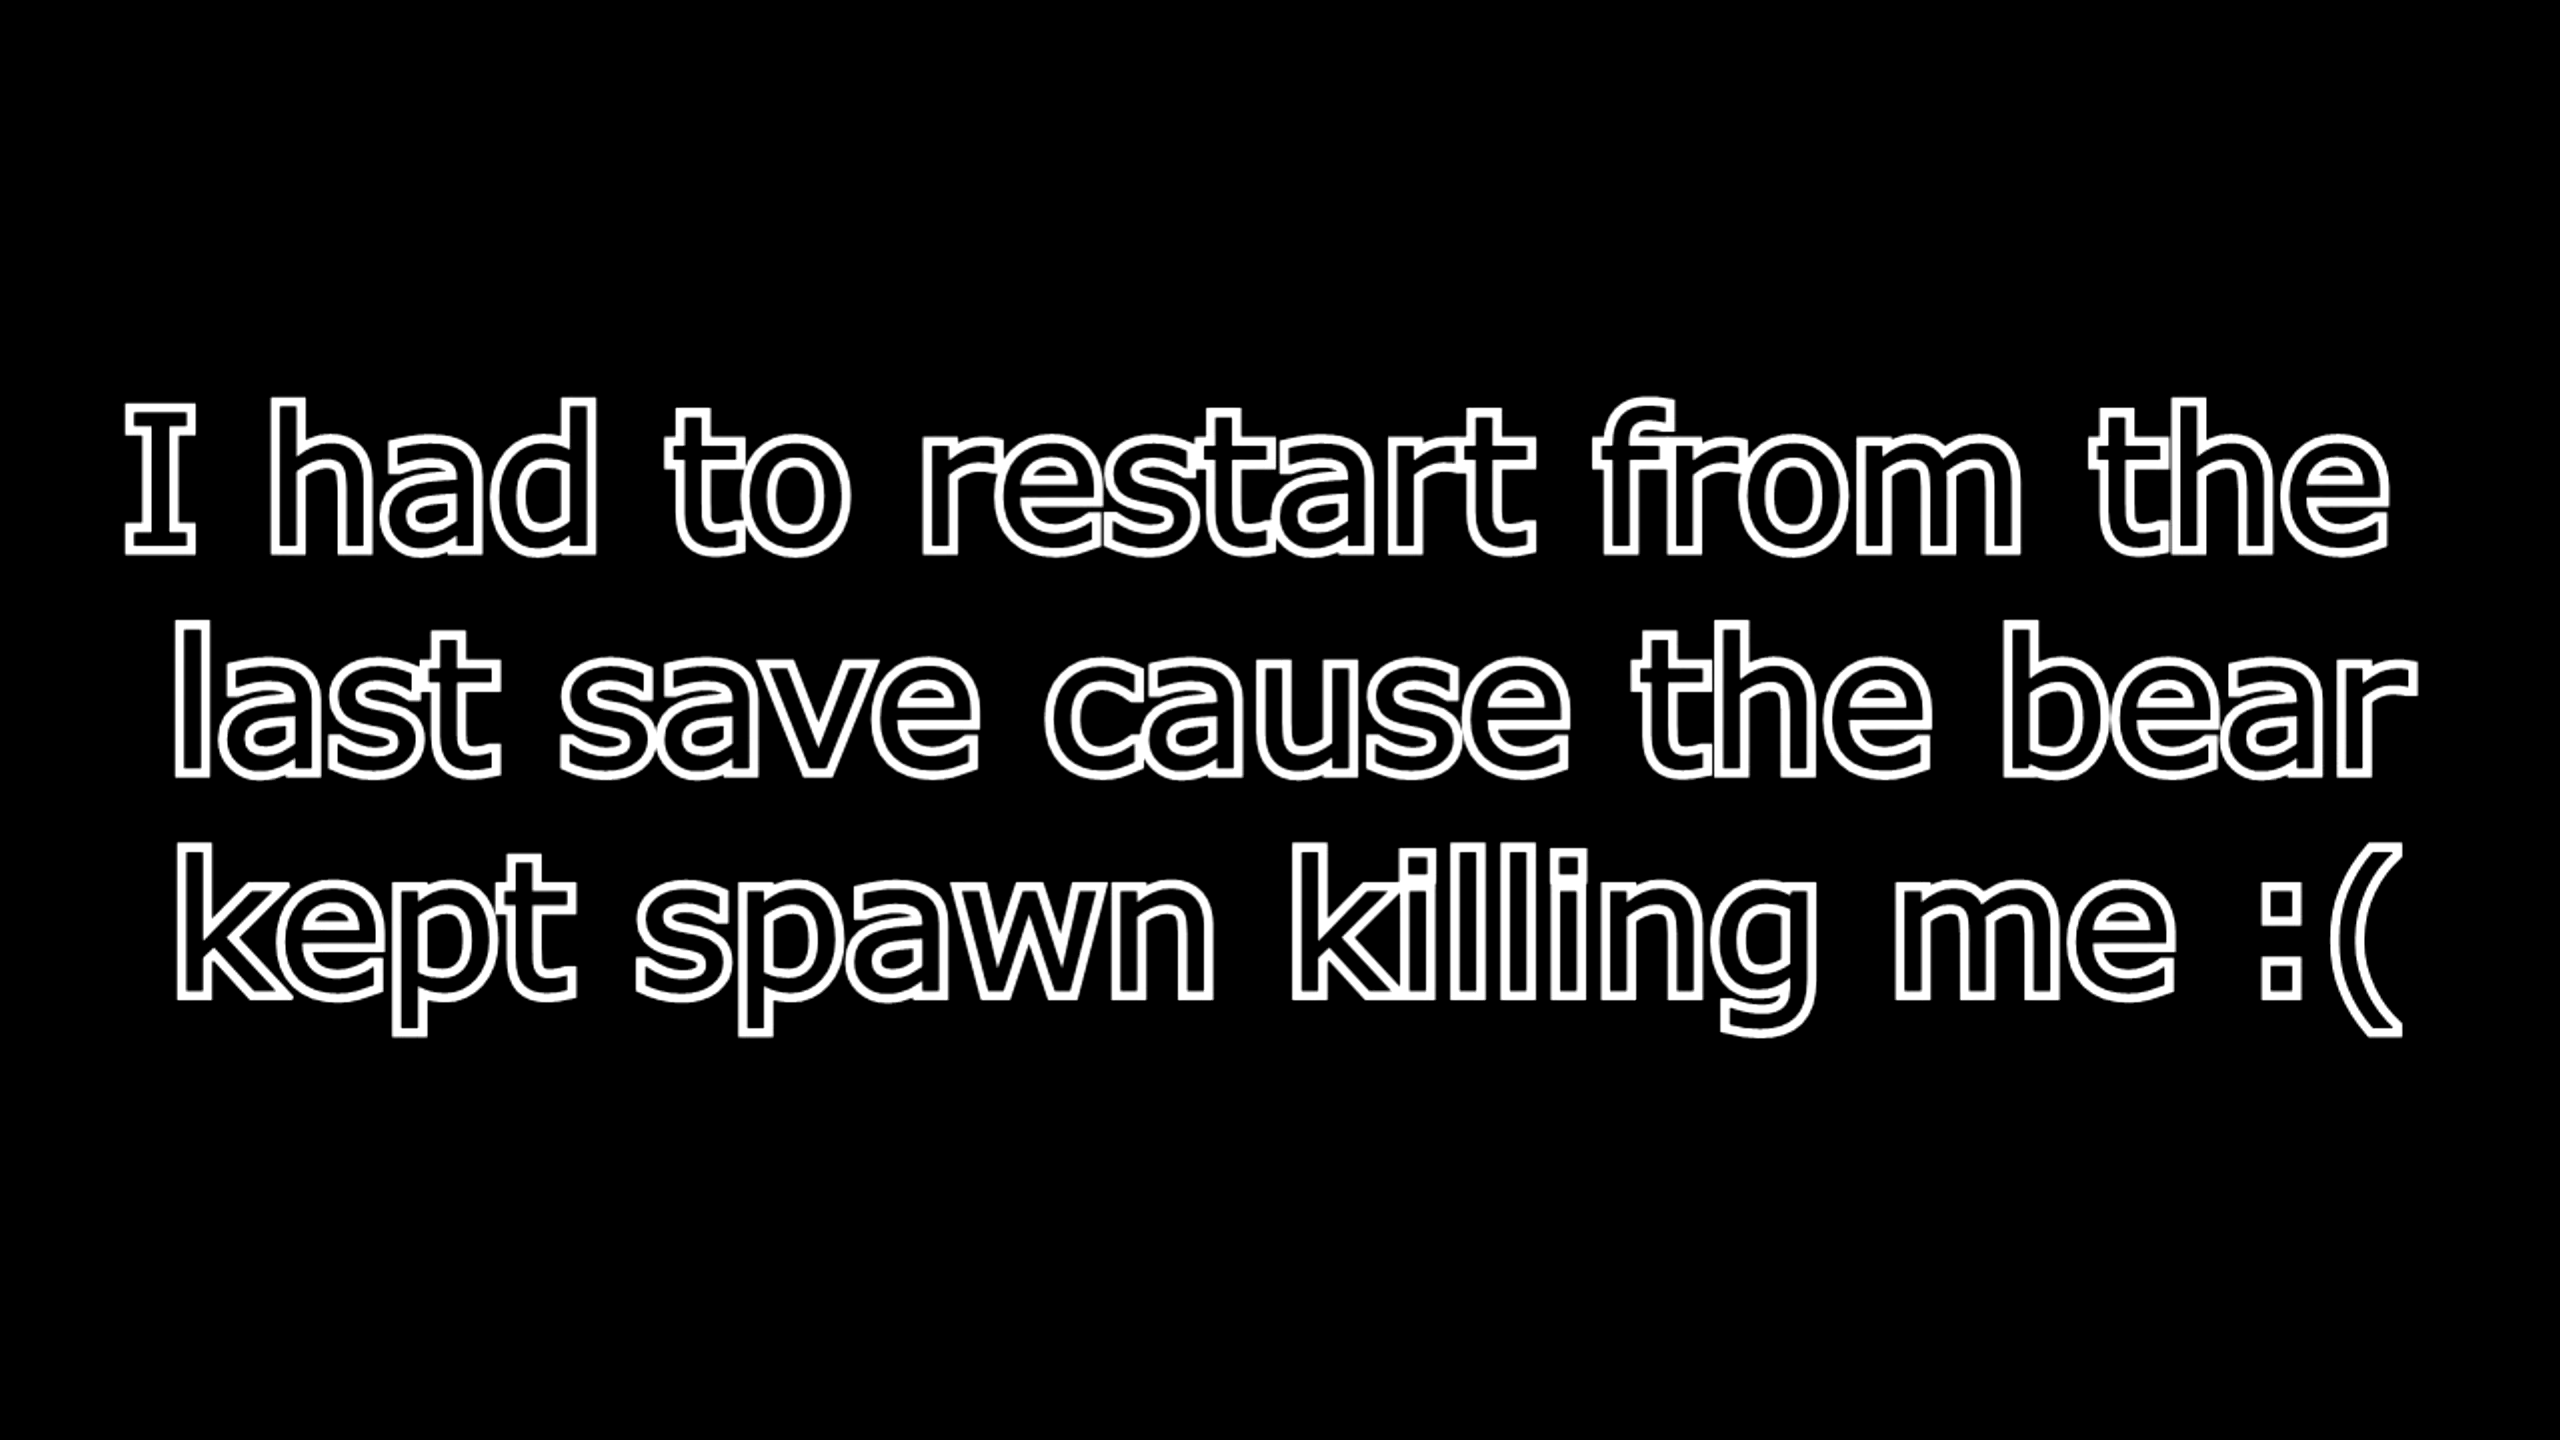 I had to restart from the
last save cause the bear
kept spawn killing me :(